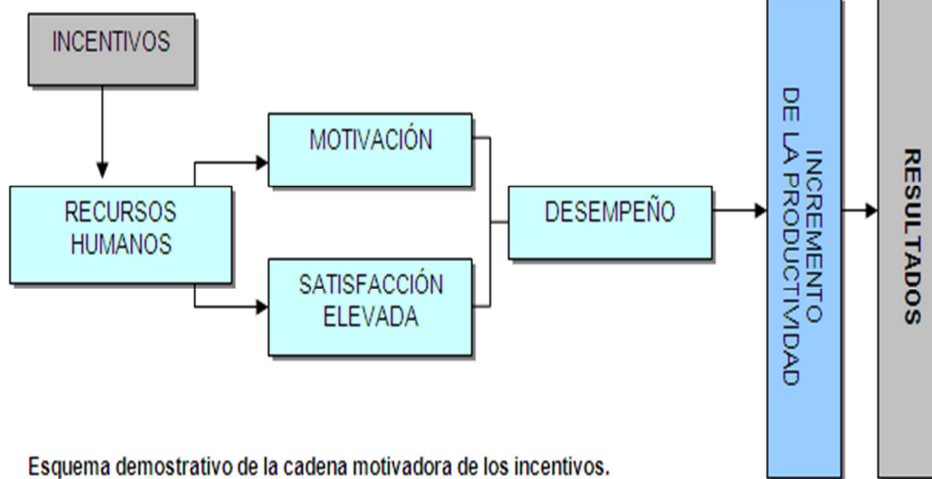 INCENTIVOS
RECURSOS
HUMANOS
MOTIVACIÓN
SATISFACCIÓN
ELEVADA
DESEMPEÑO
INCREMENTO
DE LA PRODUCTIVIDAD
RESULTADOS
Esquema demostrativo de la cadena motivadora de los incentivos.